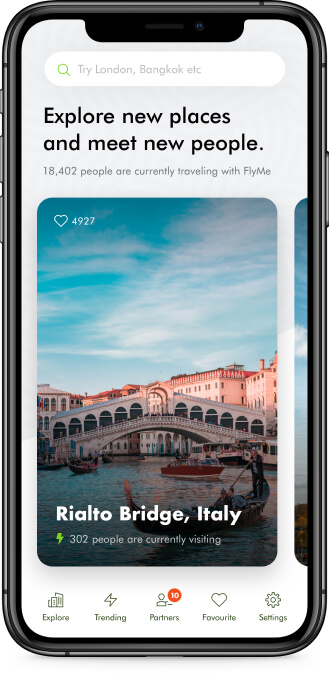 Try London, Bangkok etc
Explore new places
and meet new people.
18,402 people are currently traveling with FlyMe
4927
Rialto Bridge, Italy
302 people are currently visiting
10
Explore
Trending
Partners
Favourite
Settings